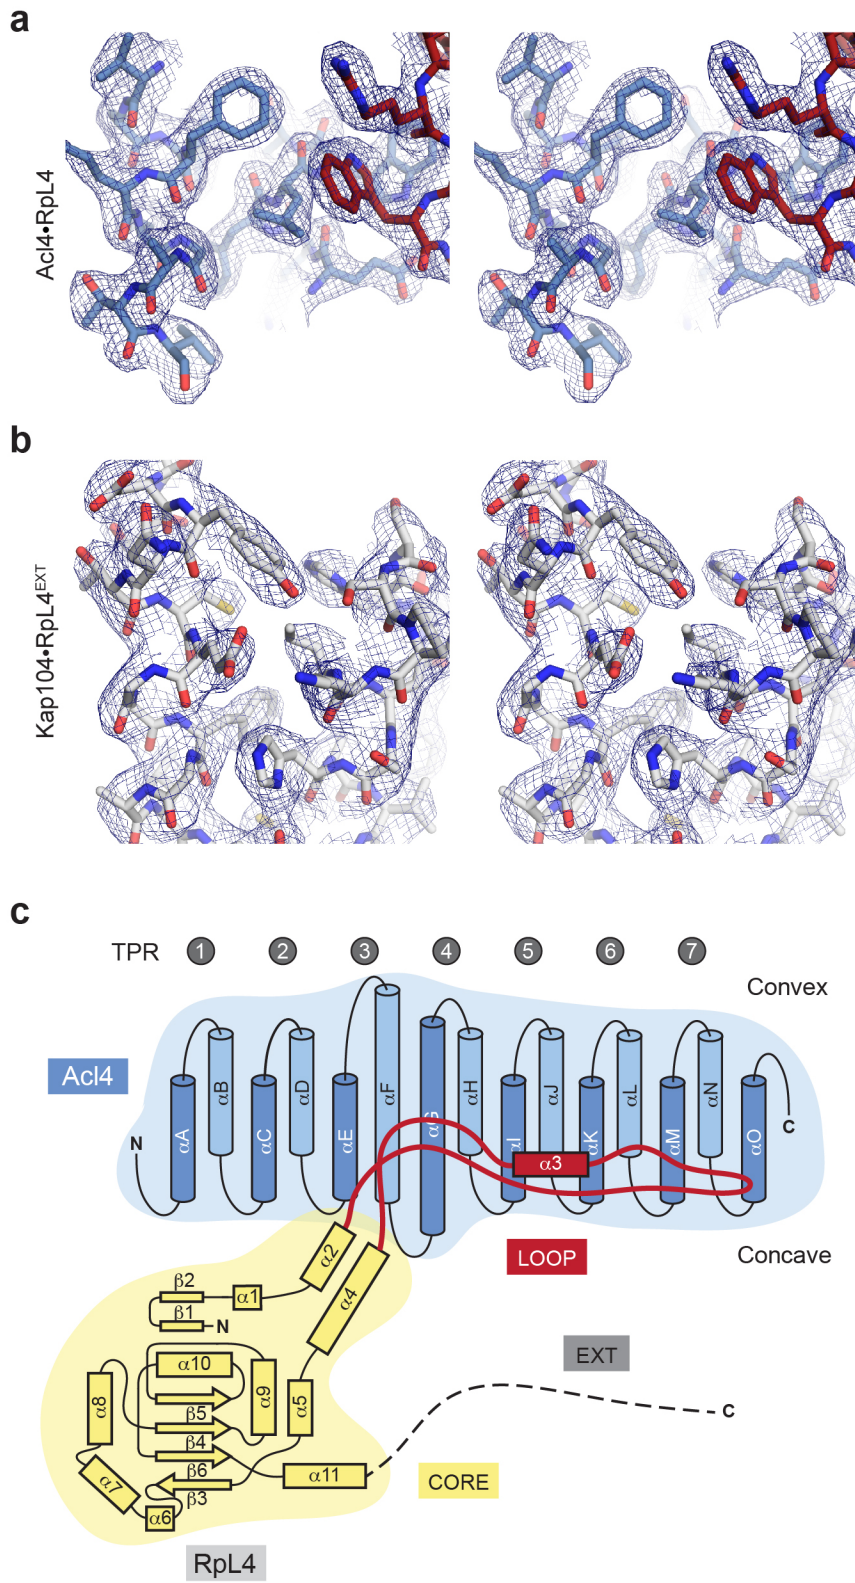 a
Acl4•RpL4
b
Kap104•RpL4EXT
c
TPR 1 2 3 4 5 6 7
Convex
Acl4
αA αB αC αD αE αF αG αH αI αJ αK αL αM αN αO
N
C
α3
LOOP
Concave
α2
α4
β2
α1
β1
N
EXT
α10
α9
α8
α5
β5
β4
C
β6
α11
CORE
α7
β3
α6
RpL4